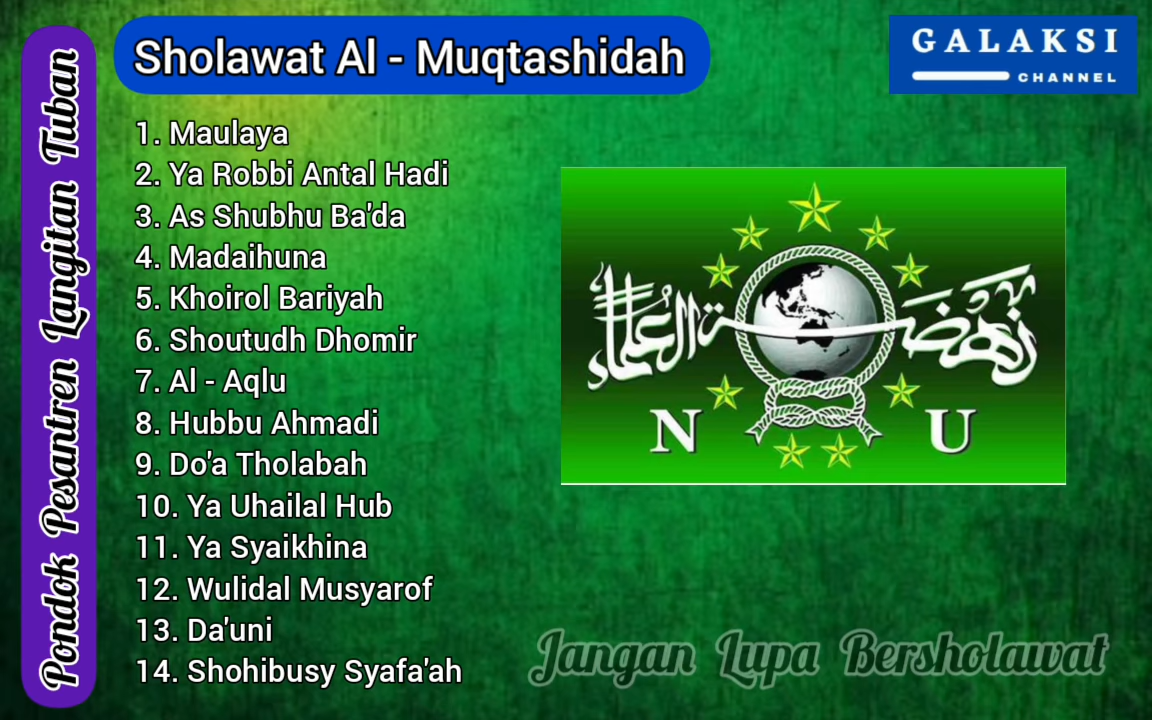 Pondok Pesantren Langitan Tuban
Sholawat Al - Muqtashidah
GALAKSI
CHANNEL
1. Maulaya
2. Ya Robbi Antal Hadi
3. As Shubhu Ba'da
4. Madaihuna
5. Khoirol Bariyah
6. Shoutudh Dhomir
7. Al - Aqlu
8. Hubbu Ahmadi
9. Do'a Tholabah
10. Ya Uhailal Hub
11. Ya Syaikhina
12. Wulidal Musyarof
13. Da'uni
14. Shohibusy Syafa'ah
نهضة العلماء
N U
Jangan Lupa Bersholawat